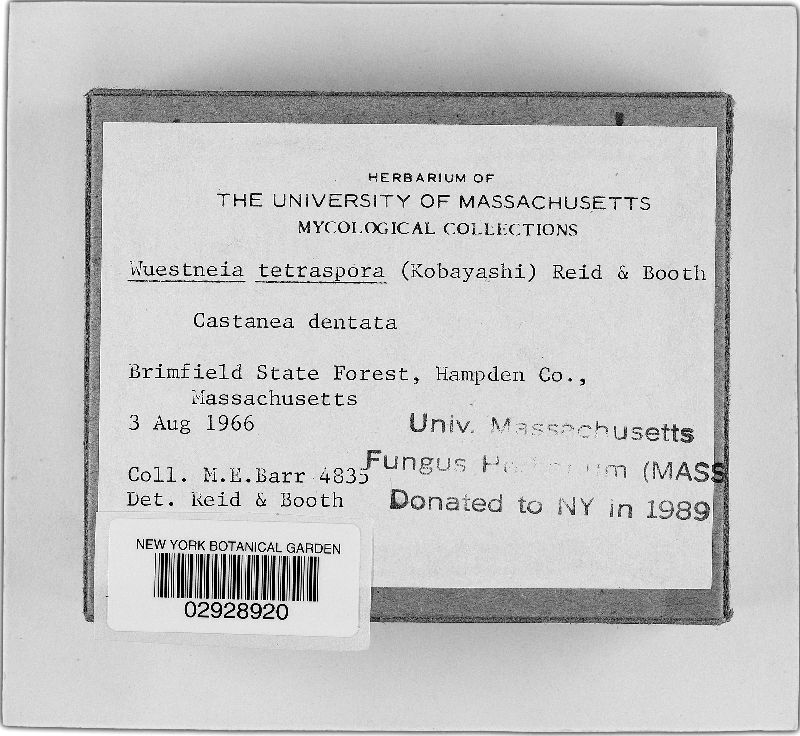 HERBARIUM OF
THE UNIVERSITY OF MASSACHUSETTS
MYCOLOGICAL COLLECTIONS
Wuestneia tetraspora (Kobayashi) Reid & Booth
Castanea dentata
Brimfield State Forest, Hampden Co.,
Massachusetts
3 Aug 1966
Univ. Massachusetts
Fungus Herbarium (MASS
Coll. M.E.Barr 4835
Det. Reid & Booth
Donated to NY in 1989
NEW YORK BOTANICAL GARDEN
02928920